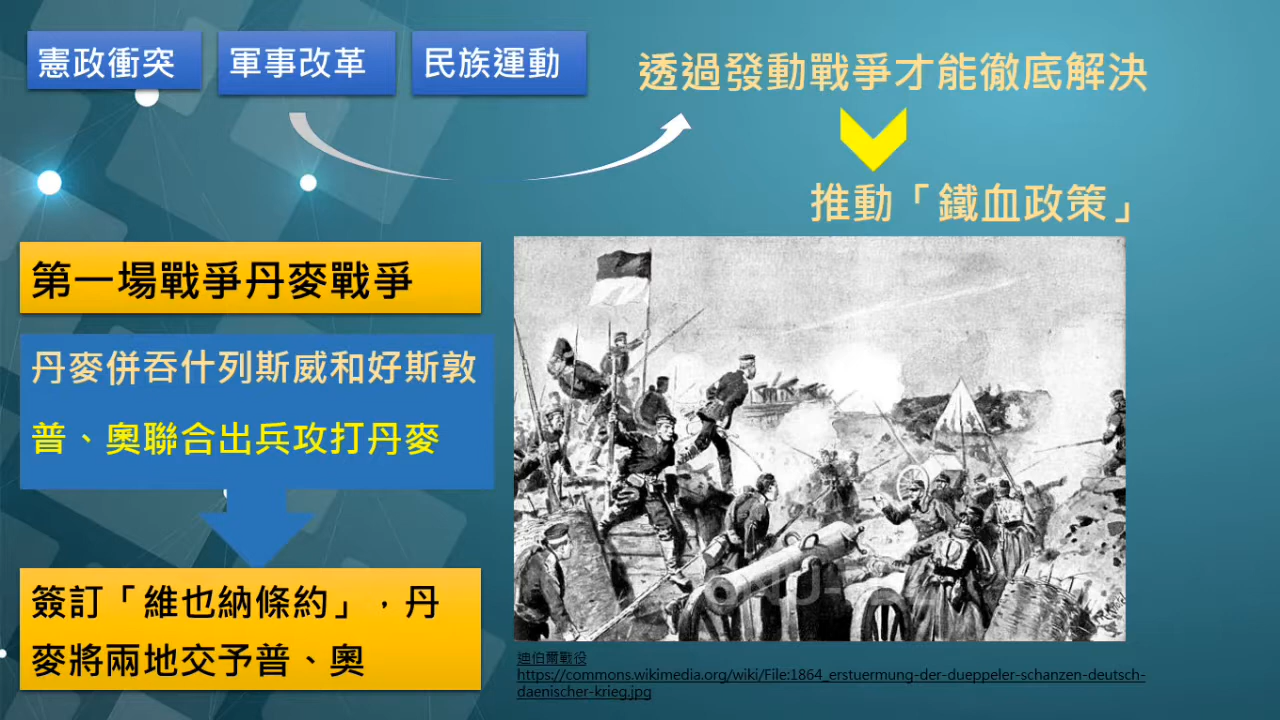 憲政衝突
軍事改革
民族運動
透過發動戰爭才能徹底解決
推動「鐵血政策」
第一場戰爭丹麥戰爭
丹麥併吞什列斯威和好斯敦
普、奧聯合出兵攻打丹麥
簽訂「維也納條約」，丹
麥將兩地交予普、奧
迪伯爾戰役
https://commons.wikimedia.org/wiki/File:1864_erstuermung-der-dueppeler-schanzen-deutsch-
daenischer-krieg.jpg